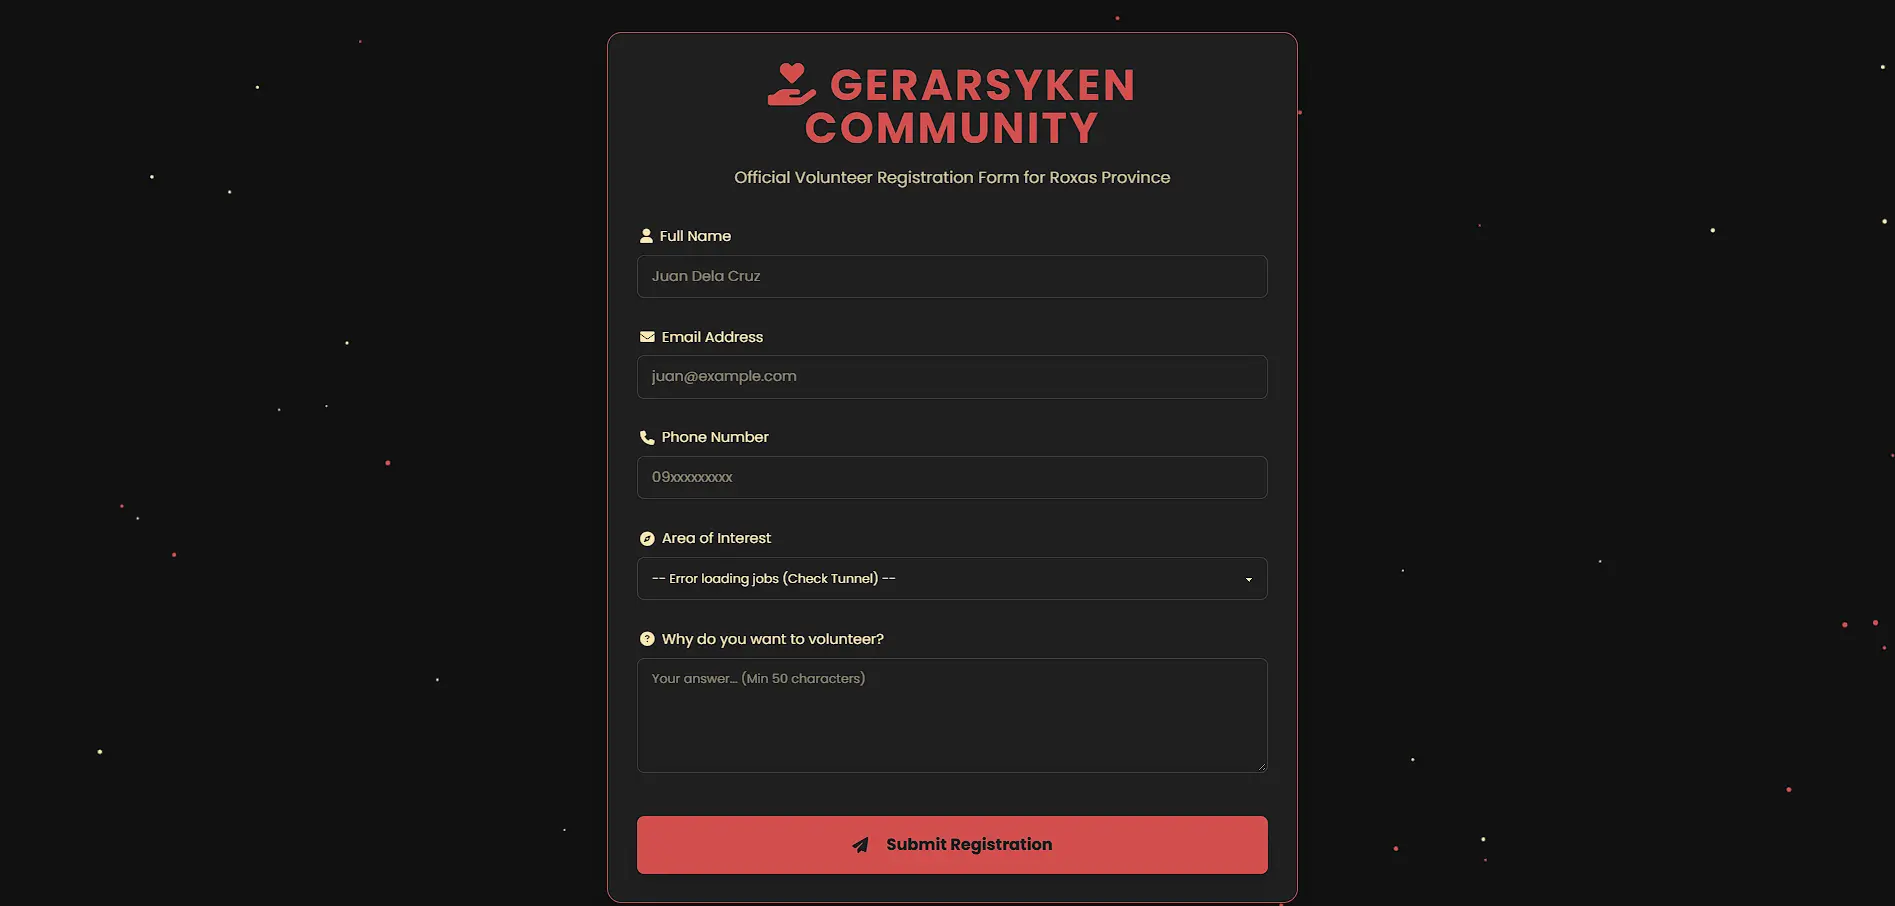 GERARSYKEN
COMMUNITY
Official Volunteer Registration Form for Roxas Province
Full Name
Juan Dela Cruz
Email Address
juan@example.com
Phone Number
09xxxxxxxxx
Area of Interest
-- Error loading jobs (Check Tunnel) --
Why do you want to volunteer?
Your answer... (Min 50 characters)
Submit Registration